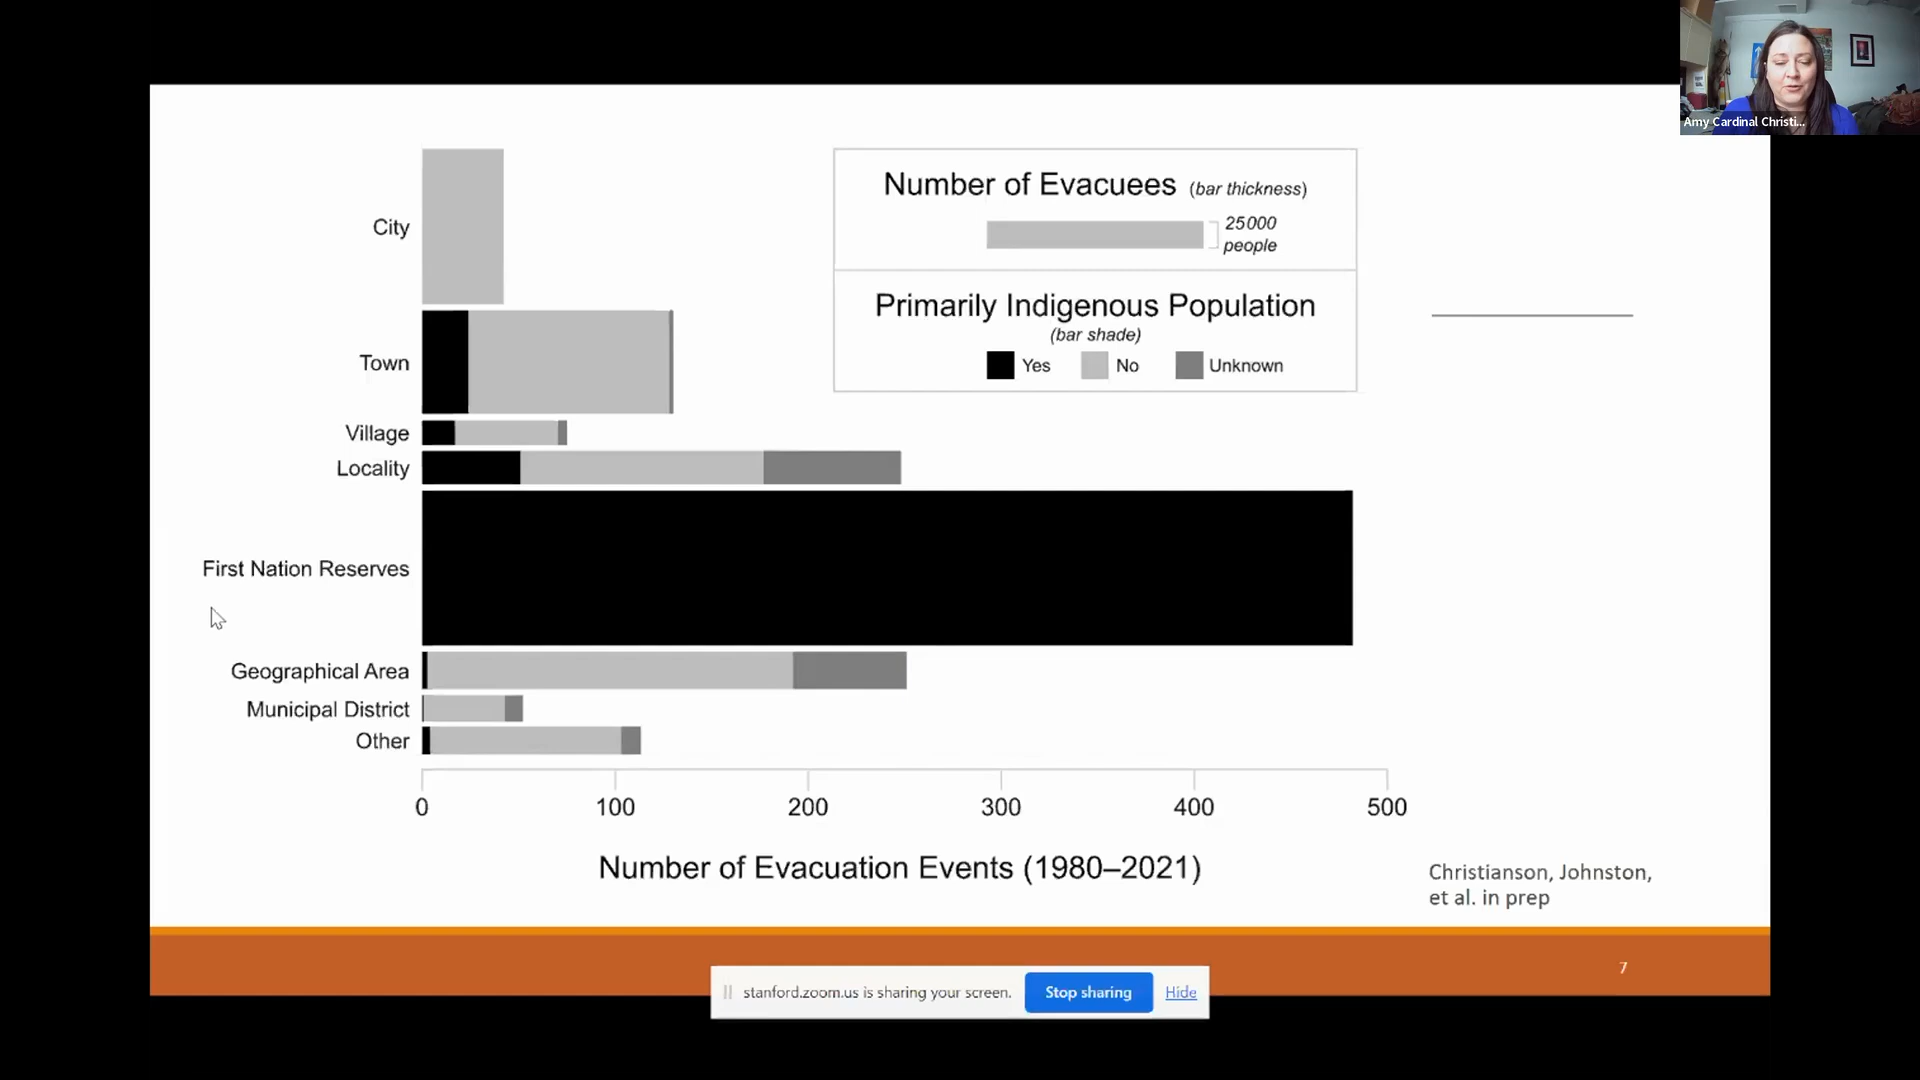 Amy Cardinal Christi...
Number of Evacuees (bar thickness)
25000
people
Primarily Indigenous Population
(bar shade)
Yes No Unknown
City
Town
Village
Locality
First Nation Reserves
Geographical Area
Municipal District
Other
0 100 200 300 400 500
Number of Evacuation Events (1980–2021)
Christianson, Johnston,
et al. in prep
7
stanford.zoom.us is sharing your screen. Stop sharing Hide